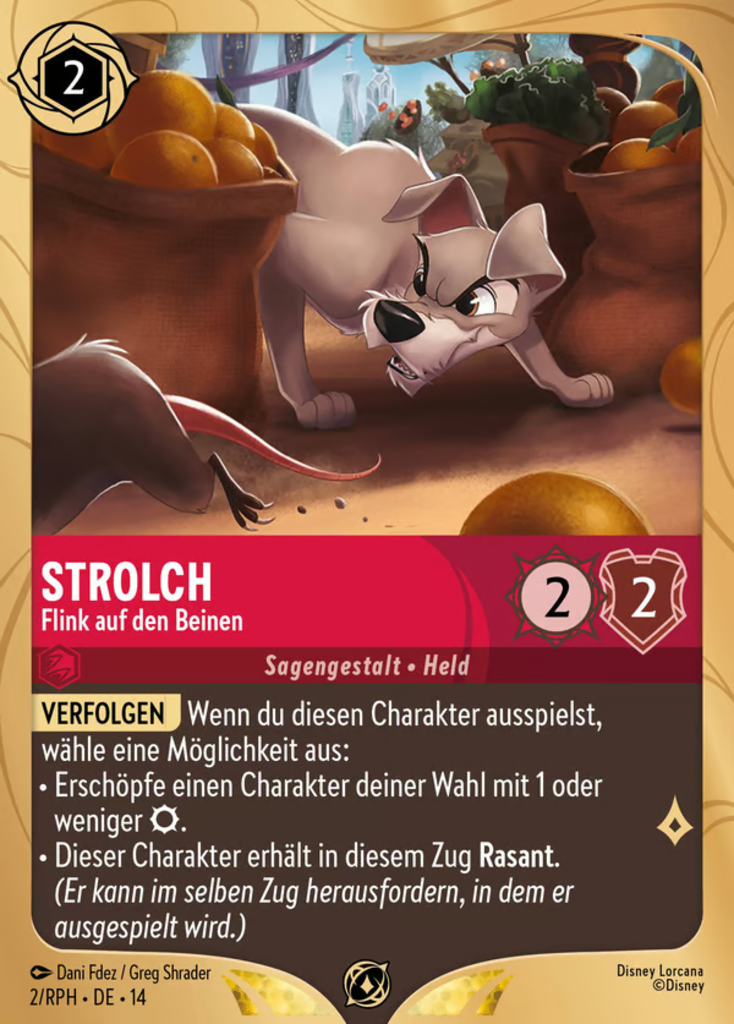 2
STROLCH
Flink auf den Beinen
2
2
Sagengestalt • Held
VERFOLGEN Wenn du diesen Charakter ausspielst,
wähle eine Möglichkeit aus:
• Erschöpfe einen Charakter deiner Wahl mit 1 oder
weniger .
• Dieser Charakter erhält in diesem Zug Rasant.
(Er kann im selben Zug herausfordern, in dem er
ausgespielt wird.)
Dani Fdez / Greg Shrader
2/RPH • DE • 14
Disney Lorcana
©Disney